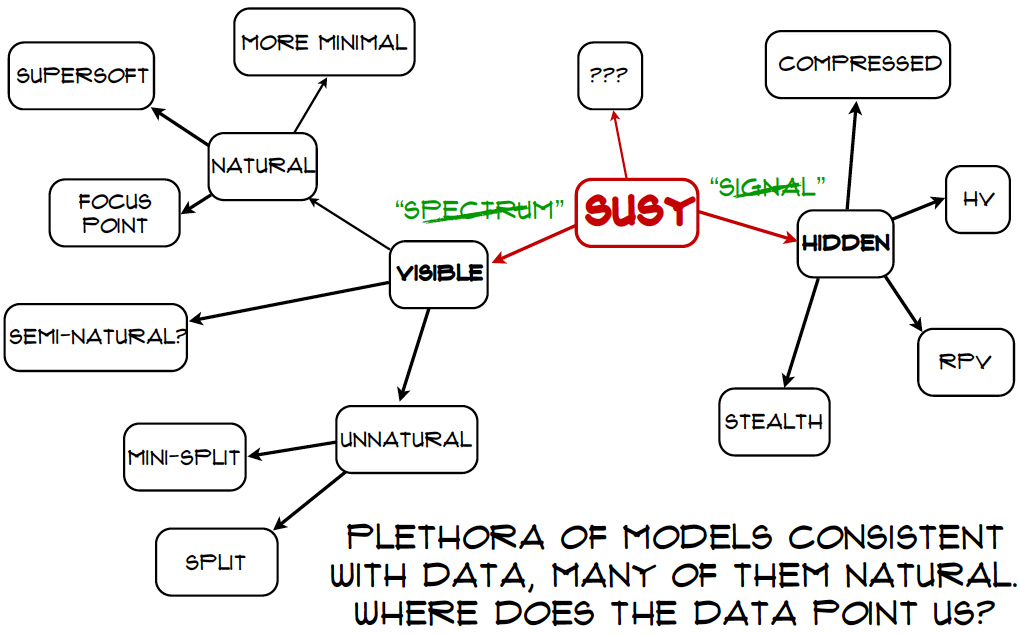 MORE MINIMAL
SUPERSOFT
???
COMPRESSED
NATURAL
FOCUS
POINT
"SPECTRUM"
SUSY
"SIGNAL"
HV
HIDDEN
VISIBLE
SEMI-NATURAL?
RPV
STEALTH
UNNATURAL
MINI-SPLIT
SPLIT
PLETHORA OF MODELS CONSISTENT
WITH DATA, MANY OF THEM NATURAL.
WHERE DOES THE DATA POINT US?